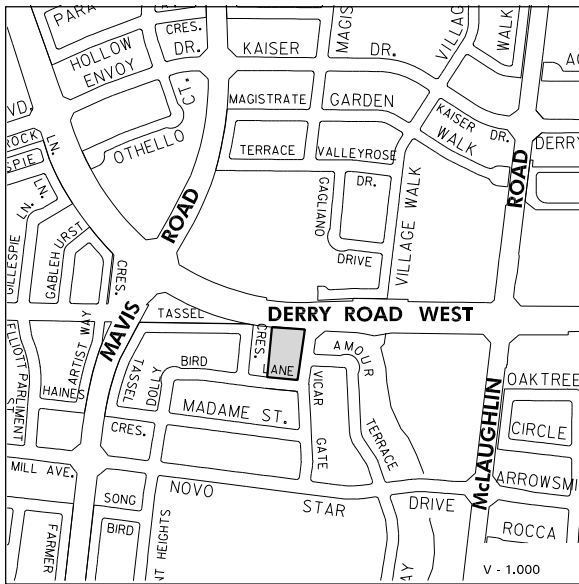 PARA
CRES.
DR.
KAISER
MAGIS
DR.
VILLAG
WALK
HOLLOW
ENVOY
CT.
OTHELLO
MAGISTRATE
GARDEN
KAISER
WALK
DR.
DERRY
AC
VD.
LN.
ROCK
SPIE
TERRACE
VALLEYROSE
DR.
GAGLIANO
DRIVE
VILLAGE WALK
ROAD
ROAD
LN.
LN.
GILLESPIE
GABLEHURST
CRES.
MAVIS
TASSEL
DERRY ROAD WEST
CRES.
LANE
AMOUR
TERRACE
VICAR
GATE
BIRD
DOLLY
TASSEL
CRES.
MADAME ST.
ARTIST WAY
ELLIOTT PARLIMENT
ST
HAINES
MILL AVE.
SONG
BIRD
NOVO
STAR
DRIVE
McLAUGHLIN
OAKTREE
CIRCLE
ARROWSMI
ROCCA
FARMER
NT HEIGHTS
AY
V - 1.000